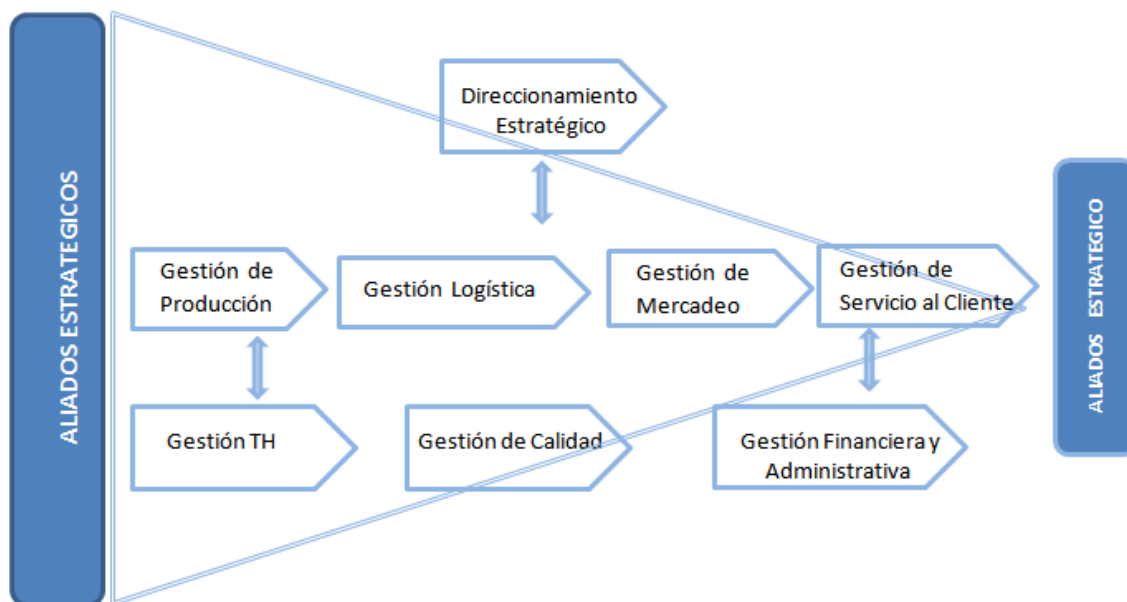 ALIADOS ESTRATEGICOS
Direccionamiento
Estratégico
Gestión de
Producción
Gestión Logística
Gestión de
Mercadeo
Gestión de
Servicio al Cliente
Gestión TH
Gestión de Calidad
Gestión Financiera y
Administrativa
ALIADOS ESTRATEGICO